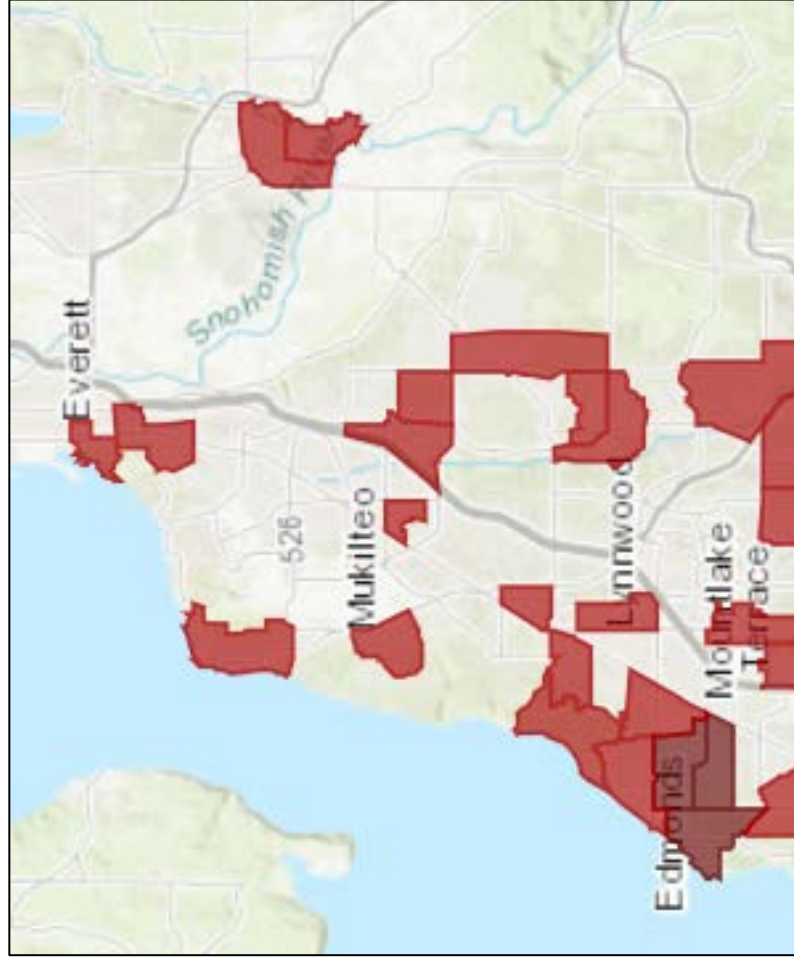 Everett
Snohomish
526
Mukilteo
Lynnwood
Mountlake
Terrace
Edmonds